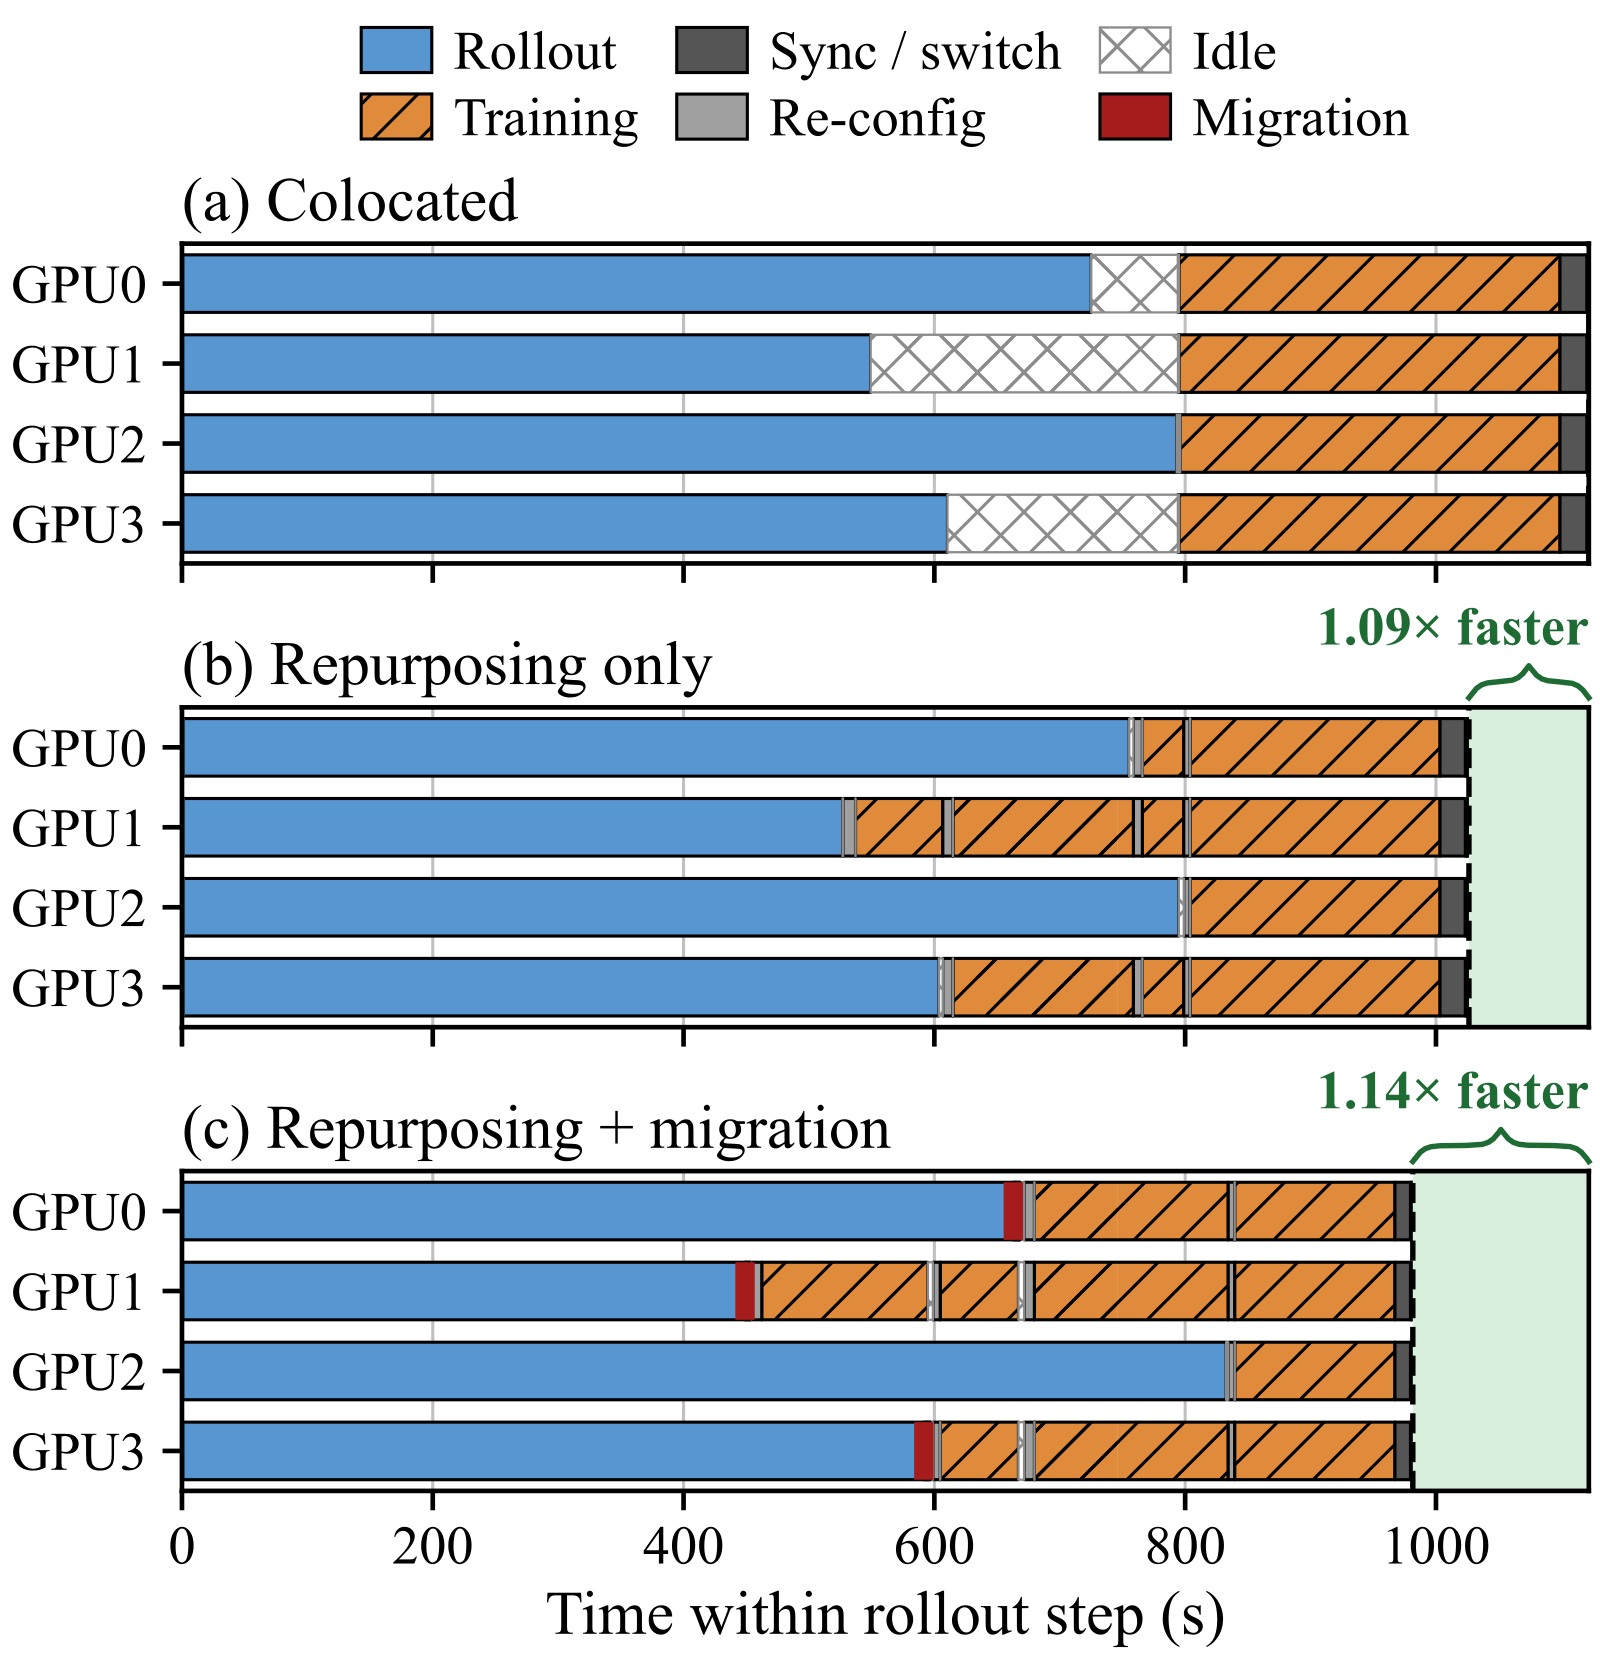 Rollout
Sync / switch
Idle
Training
Re-config
Migration
(a) Colocated
GPU0
GPU1
GPU2
GPU3
1.09× faster
(b) Repurposing only
GPU0
GPU1
GPU2
GPU3
1.14× faster
(c) Repurposing + migration
GPU0
GPU1
GPU2
GPU3
0 200 400 600 800 1000
Time within rollout step (s)